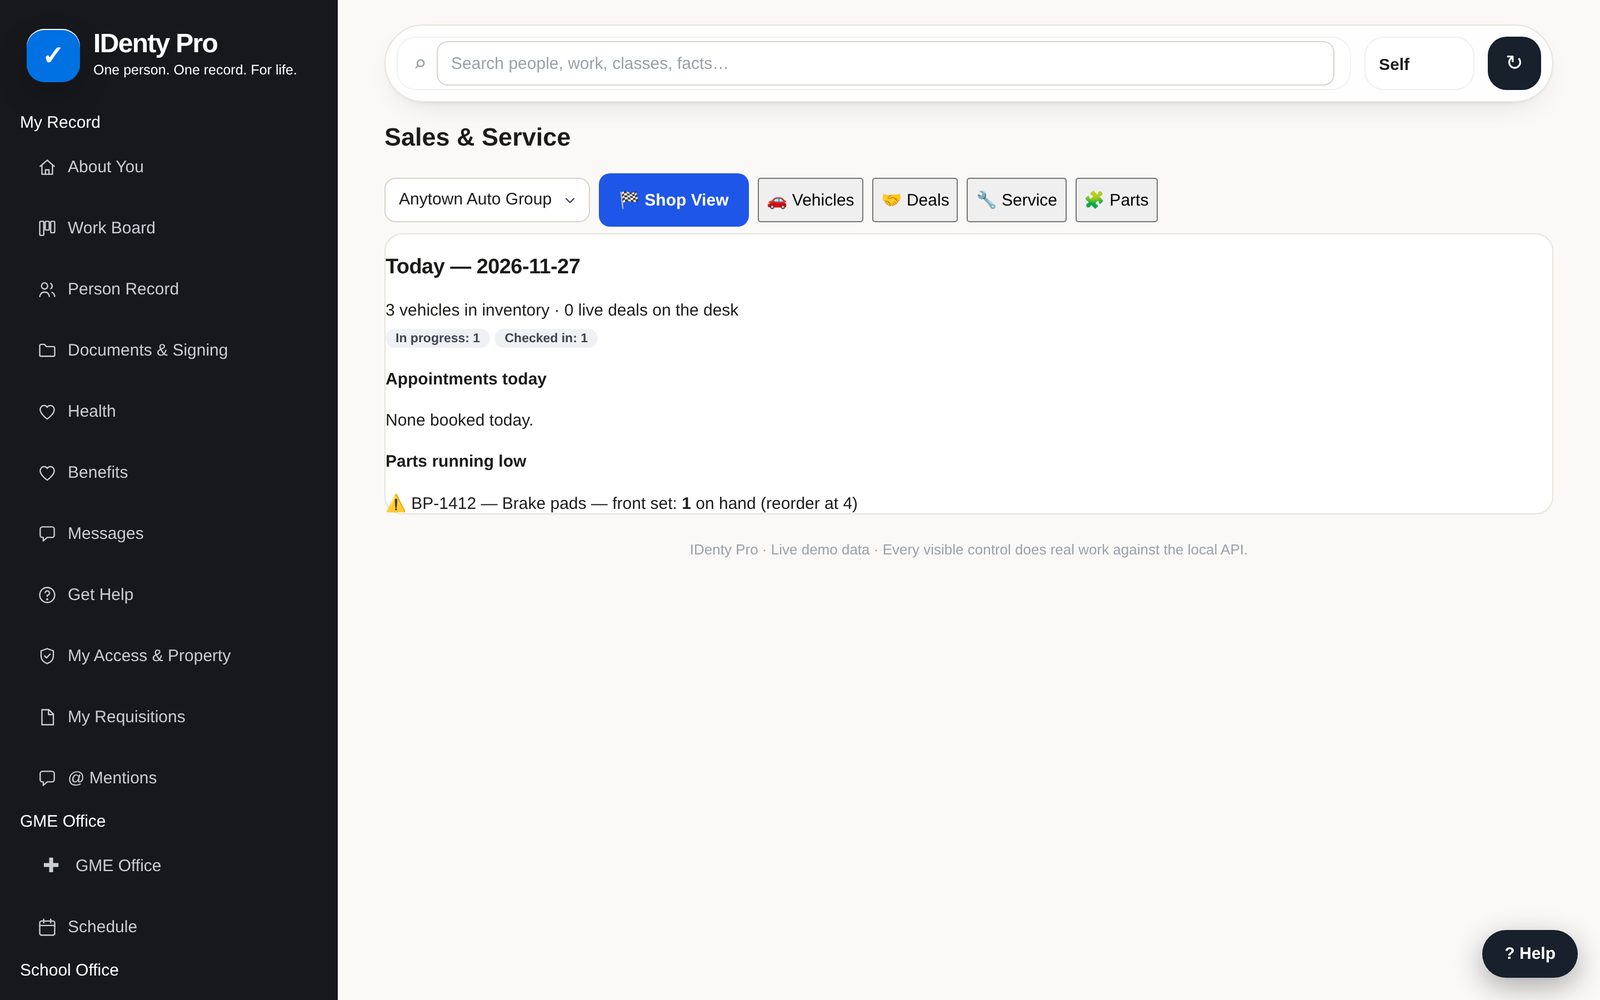 IDenty Pro
One person. One record. For life.
My Record
About You
Work Board
Person Record
Documents & Signing
Health
Benefits
Messages
Get Help
My Access & Property
My Requisitions
@ Mentions
GME Office
GME Office
Schedule
School Office
Search people, work, classes, facts…
Self
Sales & Service
Anytown Auto Group
Shop View
Vehicles
Deals
Service
Parts
Today — 2026-11-27
3 vehicles in inventory · 0 live deals on the desk
In progress: 1 Checked in: 1
Appointments today
None booked today.
Parts running low
⚠️ BP-1412 — Brake pads — front set: 1 on hand (reorder at 4)
IDenty Pro · Live demo data · Every visible control does real work against the local API.
? Help